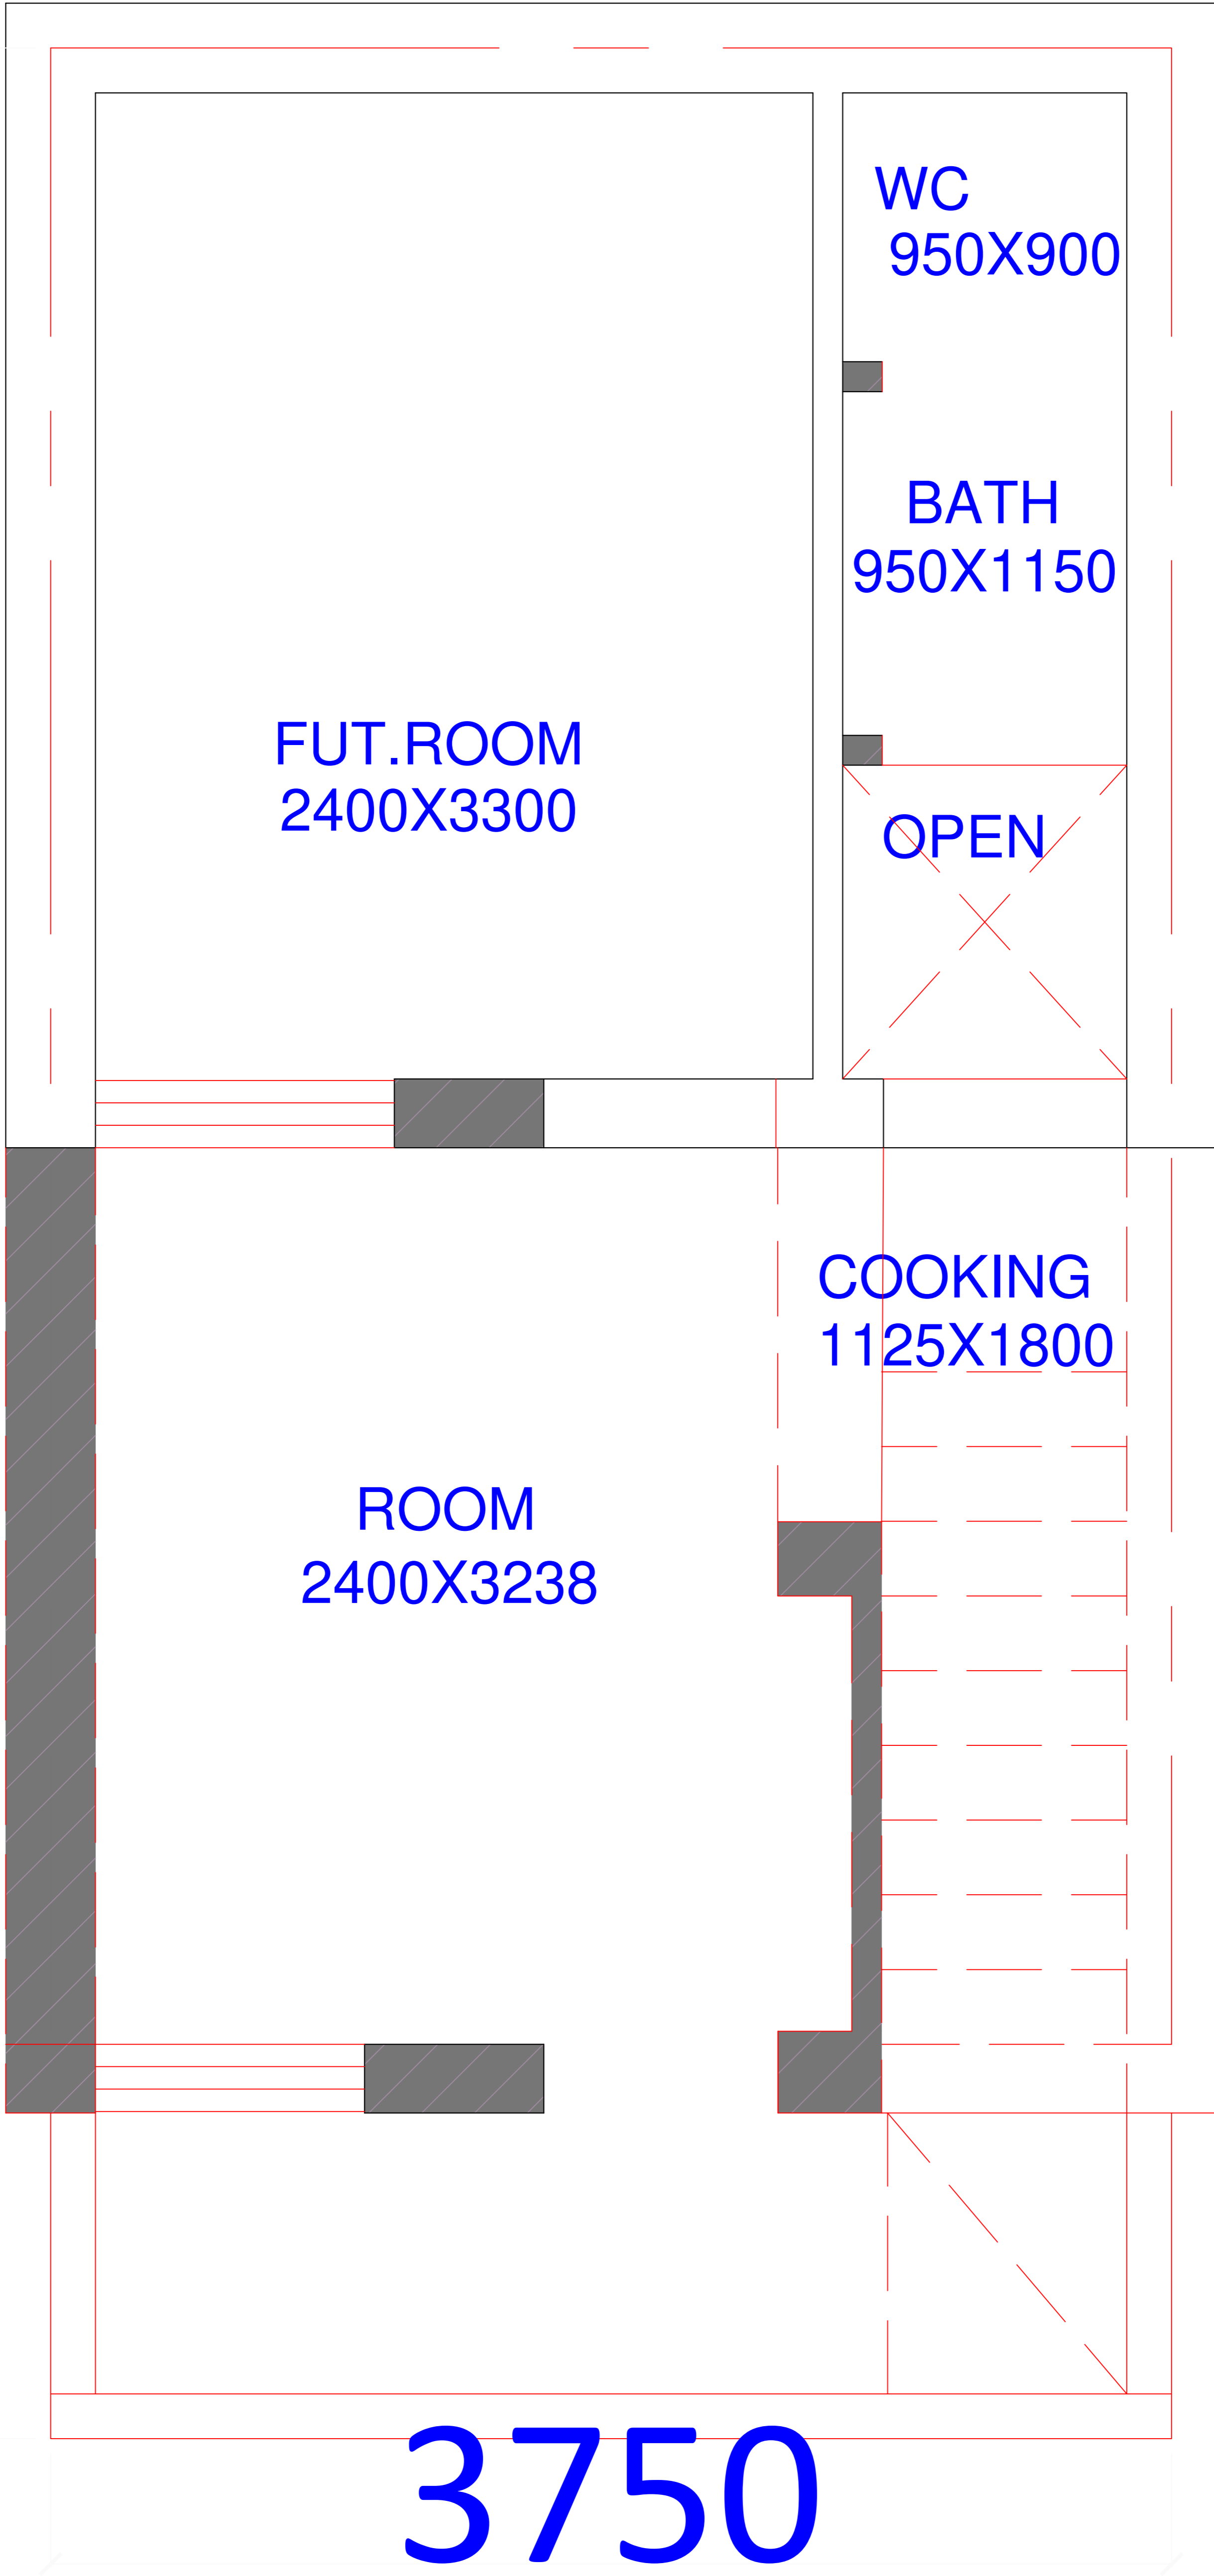 WC
950X900
BATH
950X1150
FUT.ROOM
2400X3300
OPEN
COOKING
1125X1800
ROOM
2400X3238
3750